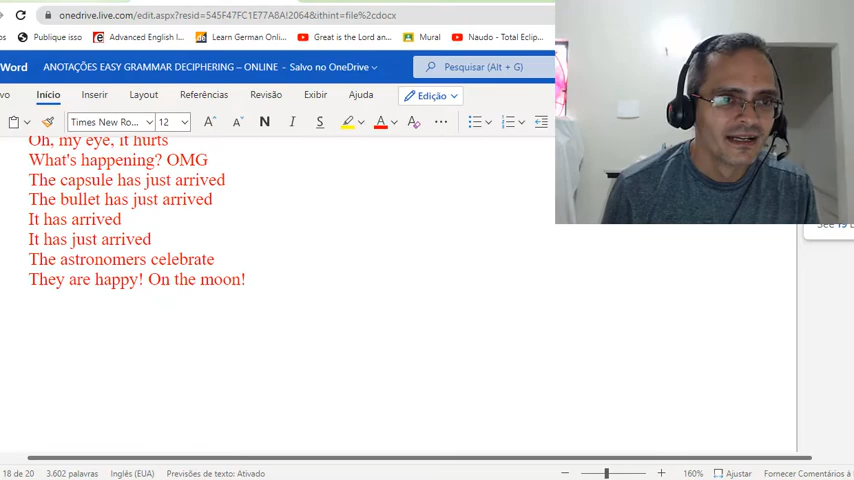 onedrive.live.com/edit.aspx?resid=545F47FC1E77A8A!2064&ithint=file%2cdocx
Publique isso
Advanced English I...
Learn German Onlin...
Great is the Lord and...
Mural
Naudo - Total Eclip...
Word
ANOTAÇÕES EASY GRAMMAR DECIPHERING – ONLINE - Salvo no OneDrive
Pesquisar (Alt + G)
Início
Inserir
Layout
Referências
Revisão
Exibir
Ajuda
Edição
Times New Ro...
12
N
I
S
Oh, my eye, it hurts
What's happening? OMG
The capsule has just arrived
The bullet has just arrived
It has arrived
It has just arrived
The astronomers celebrate
They are happy! On the moon!
18 de 20
3.602 palavras
Inglês (EUA)
Previsões de texto: Ativado
160%
Ajustar
Fornecer Comentários à